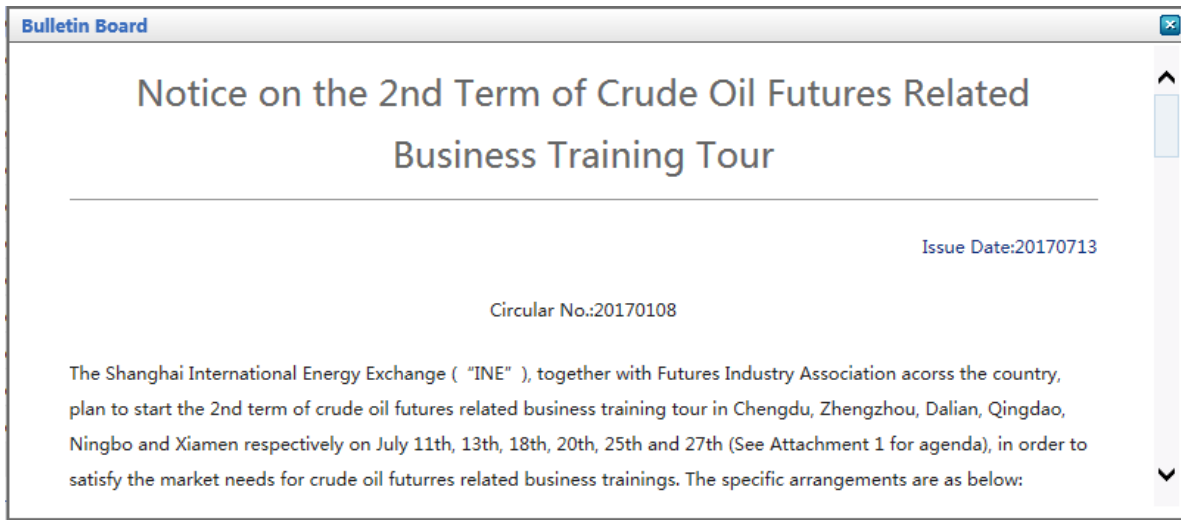 Bulletin Board
Notice on the 2nd Term of Crude Oil Futures Related
Business Training Tour
Issue Date:20170713
Circular No.:20170108
The Shanghai International Energy Exchange ( “INE” ), together with Futures Industry Association acorss the country,
plan to start the 2nd term of crude oil futures related business training tour in Chengdu, Zhengzhou, Dalian, Qingdao,
Ningbo and Xiamen respectively on July 11th, 13th, 18th, 20th, 25th and 27th (See Attachment 1 for agenda), in order to
satisfy the market needs for crude oil futurres related business trainings. The specific arrangements are as below: